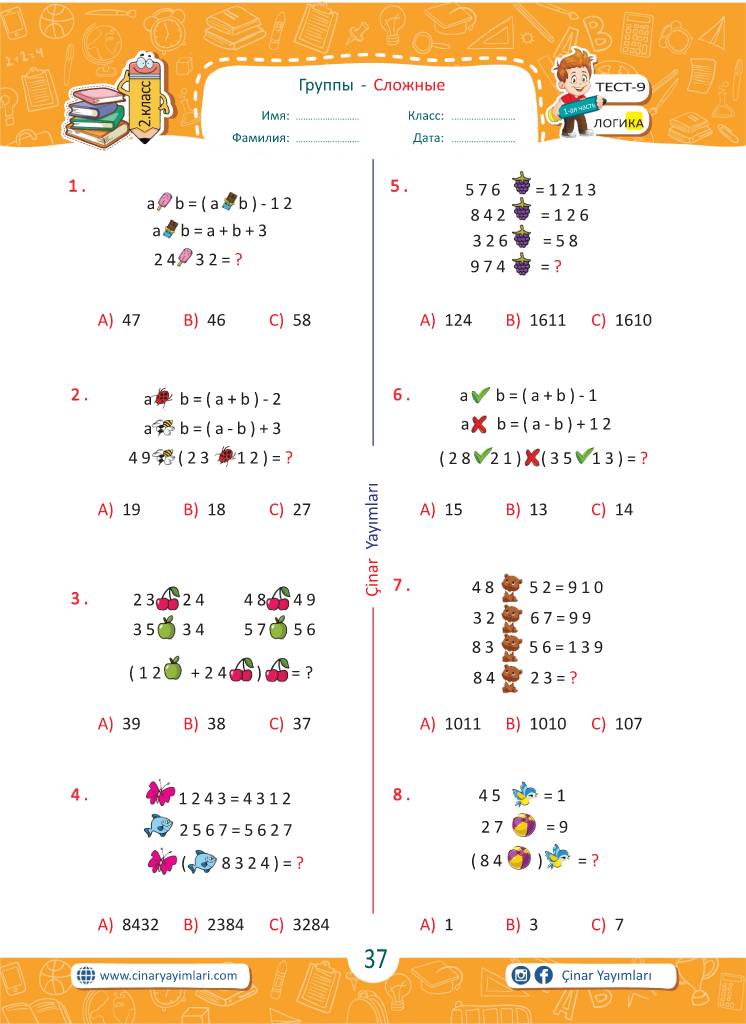 Группы - Сложные
Имя: ........................
Класс: ........................
Фамилия: ........................
Дата: ........................
2.класс
1-ая часть
ТЕСТ-9
ЛОГИКА
1.
a b = ( a b ) - 1 2
a b = a + b + 3
2 4 3 2 = ?
A) 47 B) 46 C) 58
2.
a b = ( a + b ) - 2
a b = ( a - b ) + 3
4 9 ( 2 3 1 2 ) = ?
A) 19 B) 18 C) 27
3.
2 3 2 4 4 8 4 9
3 5 3 4 5 7 5 6
( 1 2 + 2 4 ) = ?
A) 39 B) 38 C) 37
4.
1 2 4 3 = 4 3 1 2
2 5 6 7 = 5 6 2 7
( 8 3 2 4 ) = ?
A) 8432 B) 2384 C) 3284
Çinar Yayımları
5.
5 7 6 = 1 2 1 3
8 4 2 = 1 2 6
3 2 6 = 5 8
9 7 4 = ?
A) 124 B) 1611 C) 1610
6.
a b = ( a + b ) - 1
a b = ( a - b ) + 1 2
( 2 8 2 1 ) ( 3 5 1 3 ) = ?
A) 15 B) 13 C) 14
7.
4 8 5 2 = 9 1 0
3 2 6 7 = 9 9
8 3 5 6 = 1 3 9
8 4 2 3 = ?
A) 1011 B) 1010 C) 107
8.
4 5 = 1
2 7 = 9
( 8 4 ) = ?
A) 1 B) 3 C) 7
www.cinaryayimlari.com
37
Çinar Yayımları